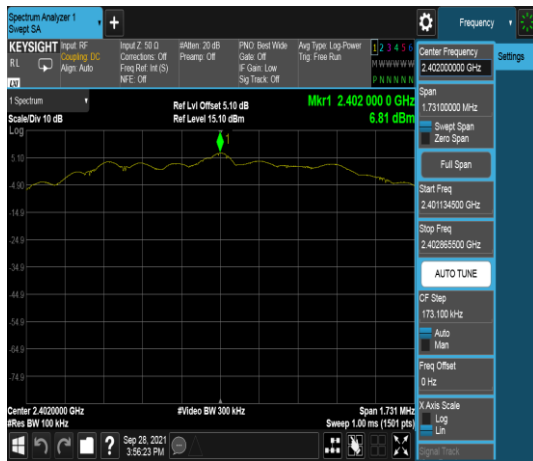 Spectrum Analyzer 1
Swept SA
+
Frequency
KEYSIGHT
RL
LXI
Input: RF
Coupling: DC
Align: Auto
Input Z: 50 Ω
Corrections: Off
Freq Ref: Int (S)
NFE: Off
#Atten: 20 dB
Preamp: Off
PNO: Best Wide
Gate: Off
IF Gain: Low
Sig Track: Off
Avg Type: Log-Power
Trig: Free Run
1 2 3 4 5 6
M W W W W W
P N N N N N
1 Spectrum
Scale/Div 10 dB
Ref Lvl Offset 5.10 dB
Ref Level 15.10 dBm
Mkr1 2.402 000 0 GHz
6.81 dBm
Log
1
5.10
-4.90
-14.9
-24.9
-34.9
-44.9
-54.9
-64.9
-74.9
Center 2.4020000 GHz
#Res BW 100 kHz
#Video BW 300 kHz
Span 1.731 MHz
Sweep 1.00 ms (1501 pts)
?
Sep 28, 2021
3:56:23 PM
Center Frequency
2.402000000 GHz
Settings
Span
1.73100000 MHz
Swept Span
Zero Span
Full Span
Start Freq
2.401134500 GHz
Stop Freq
2.402865500 GHz
AUTO TUNE
CF Step
173.100 kHz
Auto
Man
Freq Offset
0 Hz
X Axis Scale
Log
Lin
Signal Track